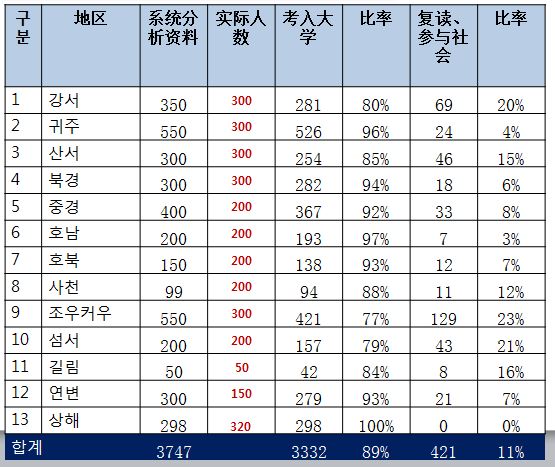 구분 地区 系统分析资料 实际人数 考入大学 比率 复读、参与社会 比率
1 강서 350 300 281 80% 69 20%
2 귀주 550 300 526 96% 24 4%
3 산서 300 300 254 85% 46 15%
4 북경 300 300 282 94% 18 6%
5 중경 400 200 367 92% 33 8%
6 호남 200 200 193 97% 7 3%
7 호북 150 200 138 93% 12 7%
8 사천 99 200 94 88% 11 12%
9 조우커우 550 300 421 77% 129 23%
10 섬서 200 200 157 79% 43 21%
11 길림 50 50 42 84% 8 16%
12 연변 300 150 279 93% 21 7%
13 상해 298 320 298 100% 0 0%
합계 3747 3332 89% 421 11%